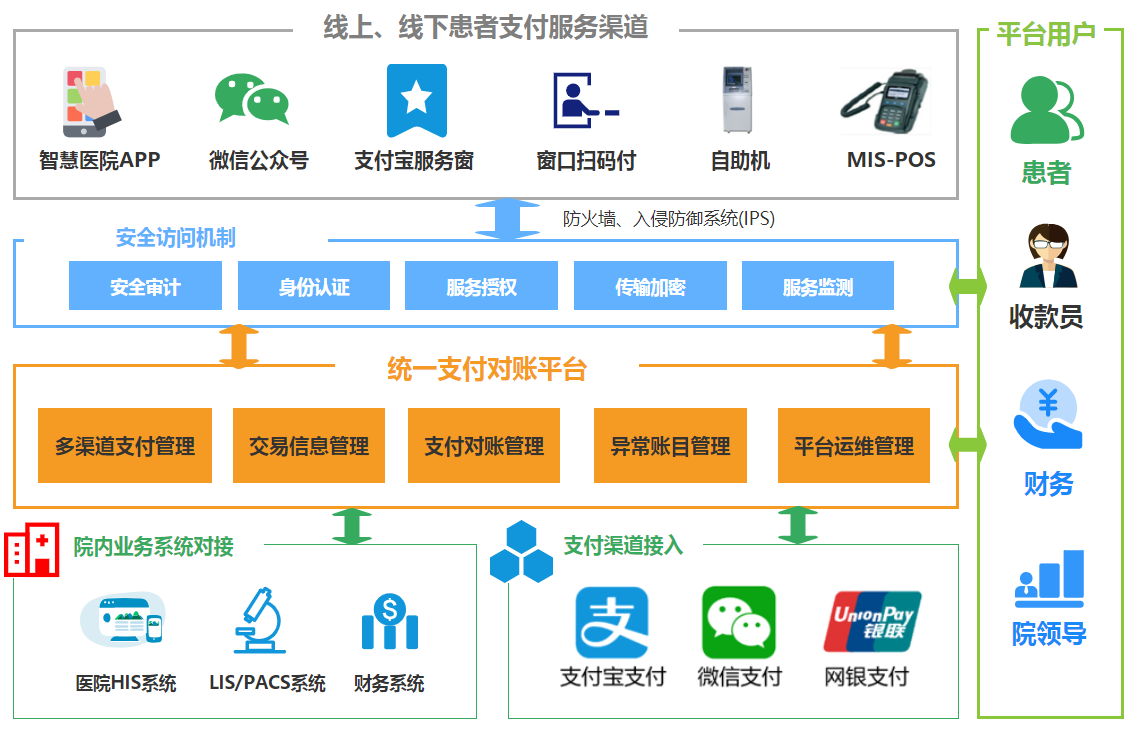 线上、线下患者支付服务渠道
智慧医院APP
微信公众号
支付宝服务窗
窗口扫码付
自助机
MIS-POS
防火墙、入侵防御系统(IPS)
安全访问机制
安全审计
身份认证
服务授权
传输加密
服务监测
统一支付对账平台
多渠道支付管理
交易信息管理
支付对账管理
异常账目管理
平台运维管理
院内业务系统对接
医院HIS系统
LIS/PACS系统
财务系统
支付渠道接入
支
UnionPay
银联
支付宝支付
微信支付
网银支付
平台用户
患者
收款员
¥
财务
院领导